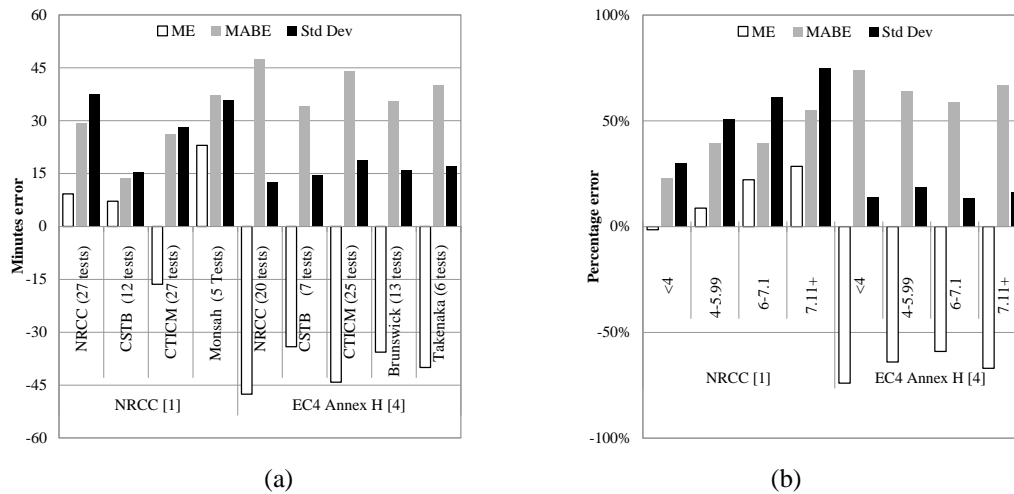 60
45
30
15
0
-15
-30
-45
-60
Minutes error
ME MABE Std Dev
NRCC (27 tests)
CSTB (12 tests)
CTICM (27 tests)
Monsah (5 Tests)
NRCC (20 tests)
CSTB (7 tests)
CTICM (25 tests)
Brunswick (13 tests)
Takenaka (6 tests)
NRCC [1] EC4 Annex H [4]
(a)
100%
50%
0%
-50%
-100%
Percentage error
ME MABE Std Dev
<4
4-5.99
6-7.1
7.11+
<4
4-5.99
6-7.1
7.11+
NRCC [1] EC4 Annex H [4]
(b)